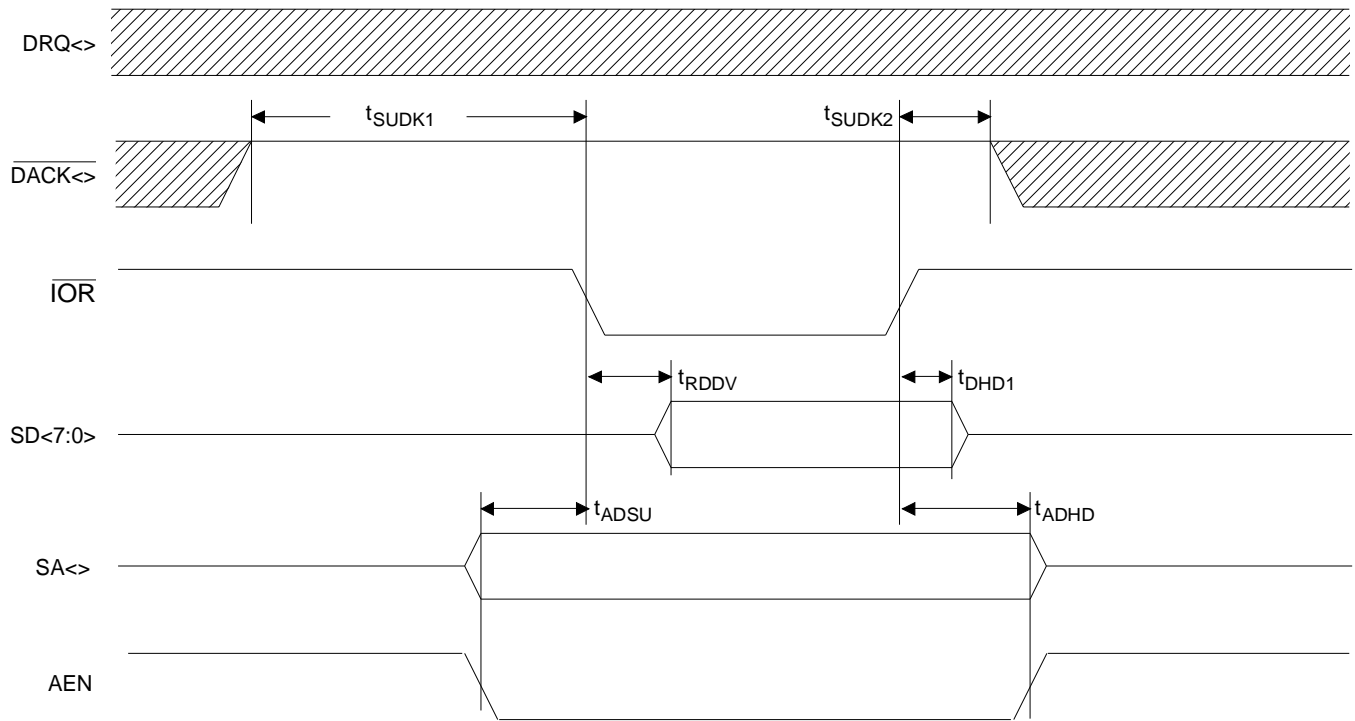 DRQ<>
tSUDK1
tSUDK2
DACK<>
IOR
tRDDV
tDHD1
SD<7:0>
tADSU
tADHD
SA<>
AEN